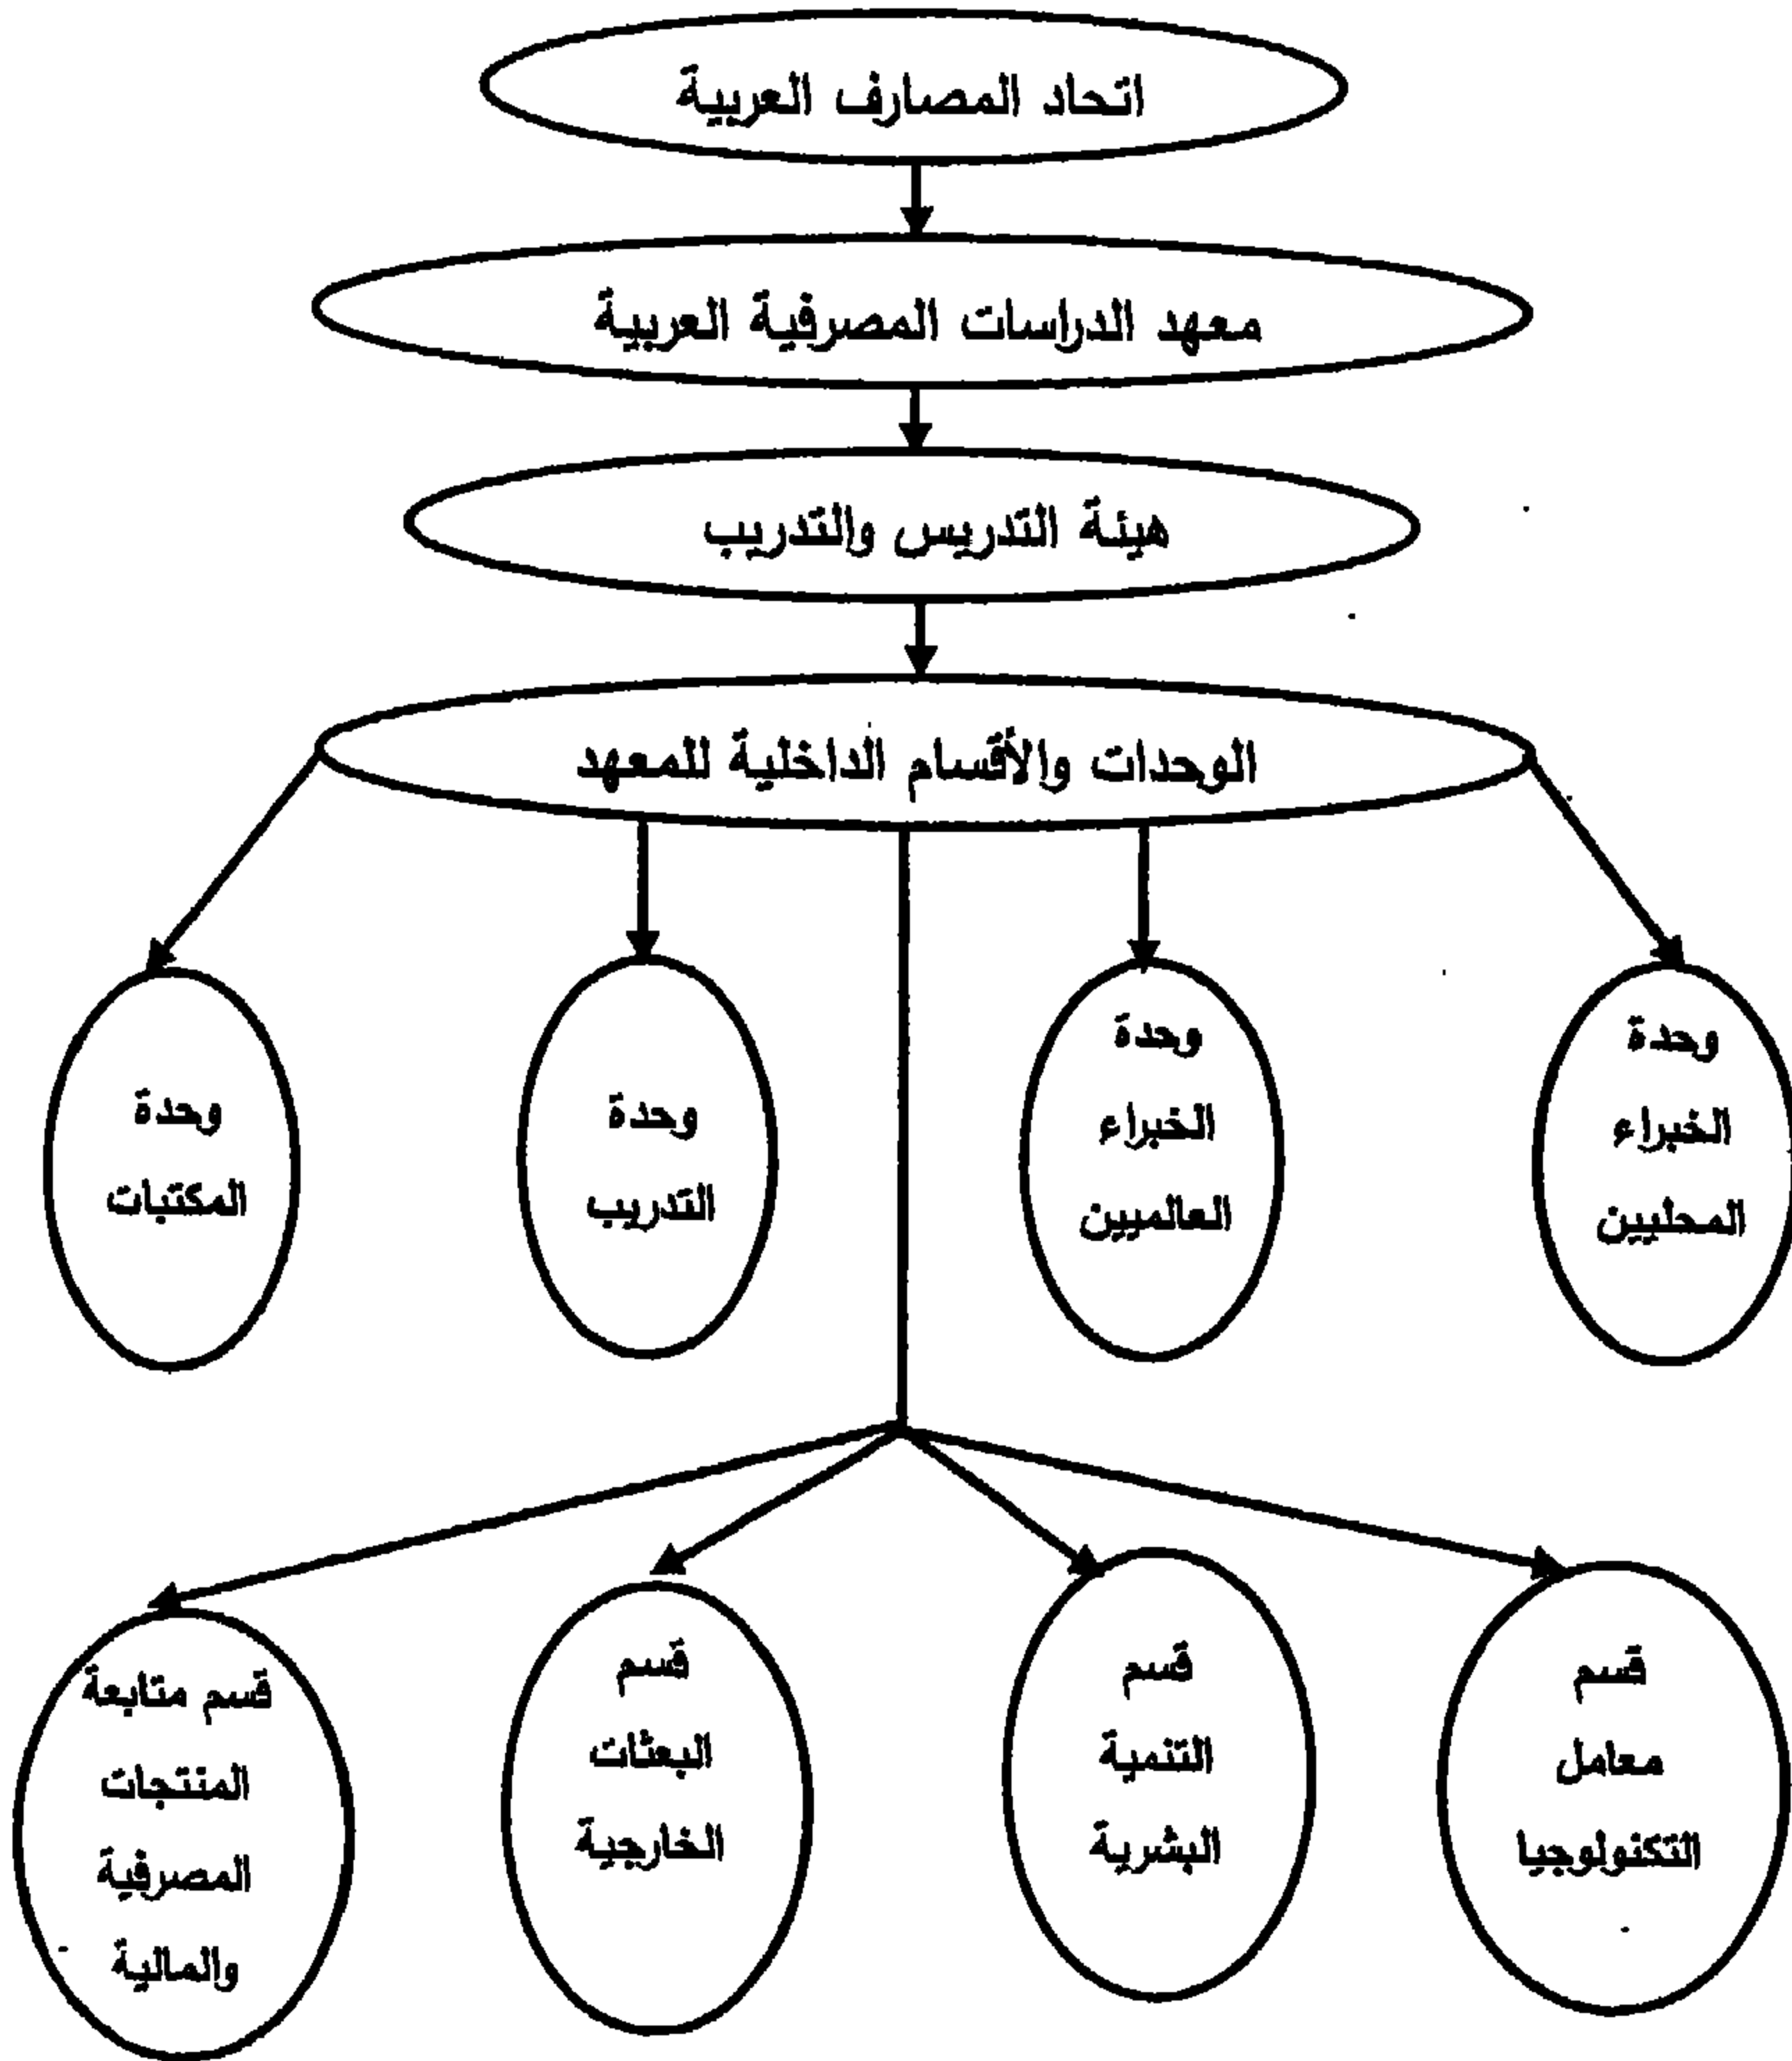 اتحاد المصارف العربية
معهد الدراسات المصرفية العربية
هيئة التدريس والتدريب
الوحدات والأقسام الداخلية للمعهد
وحدة
الخبراء
المحليين
وحدة
الخبراء
العالميين
وحدة
التدريب
وحدة
المكتبات
قسم
معامل
التكنولوجيا
قسم
التنمية
البشرية
قسم
البعثات
الخارجية
قسم متابعة
المنتجات
المصرفية
والمالية